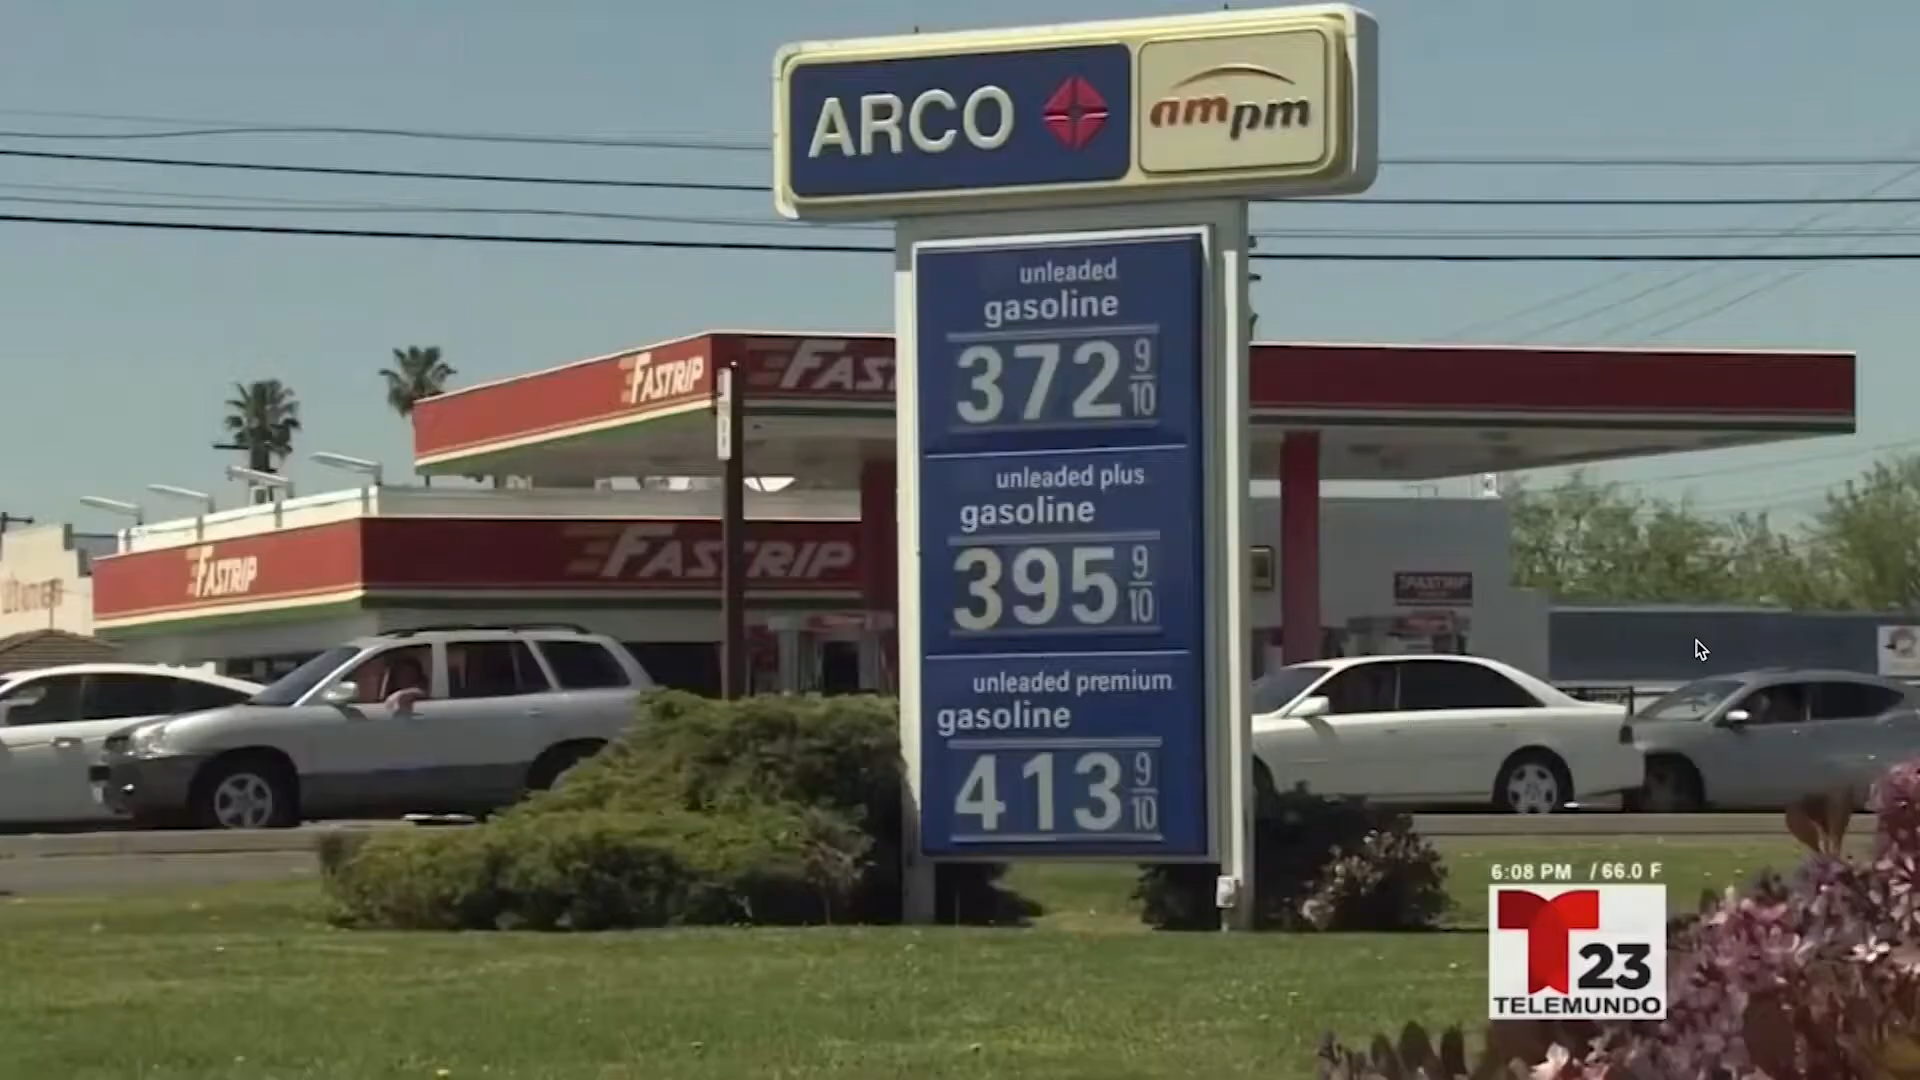 ARCO
ampm
unleaded
gasoline
372 9/10
unleaded plus
gasoline
395 9/10
unleaded premium
gasoline
413 9/10
FASTRIP
FAS
FASTRIP
FASTRIP
FASTRIP
6:08 PM / 66.0 F
T 23
TELEMUNDO